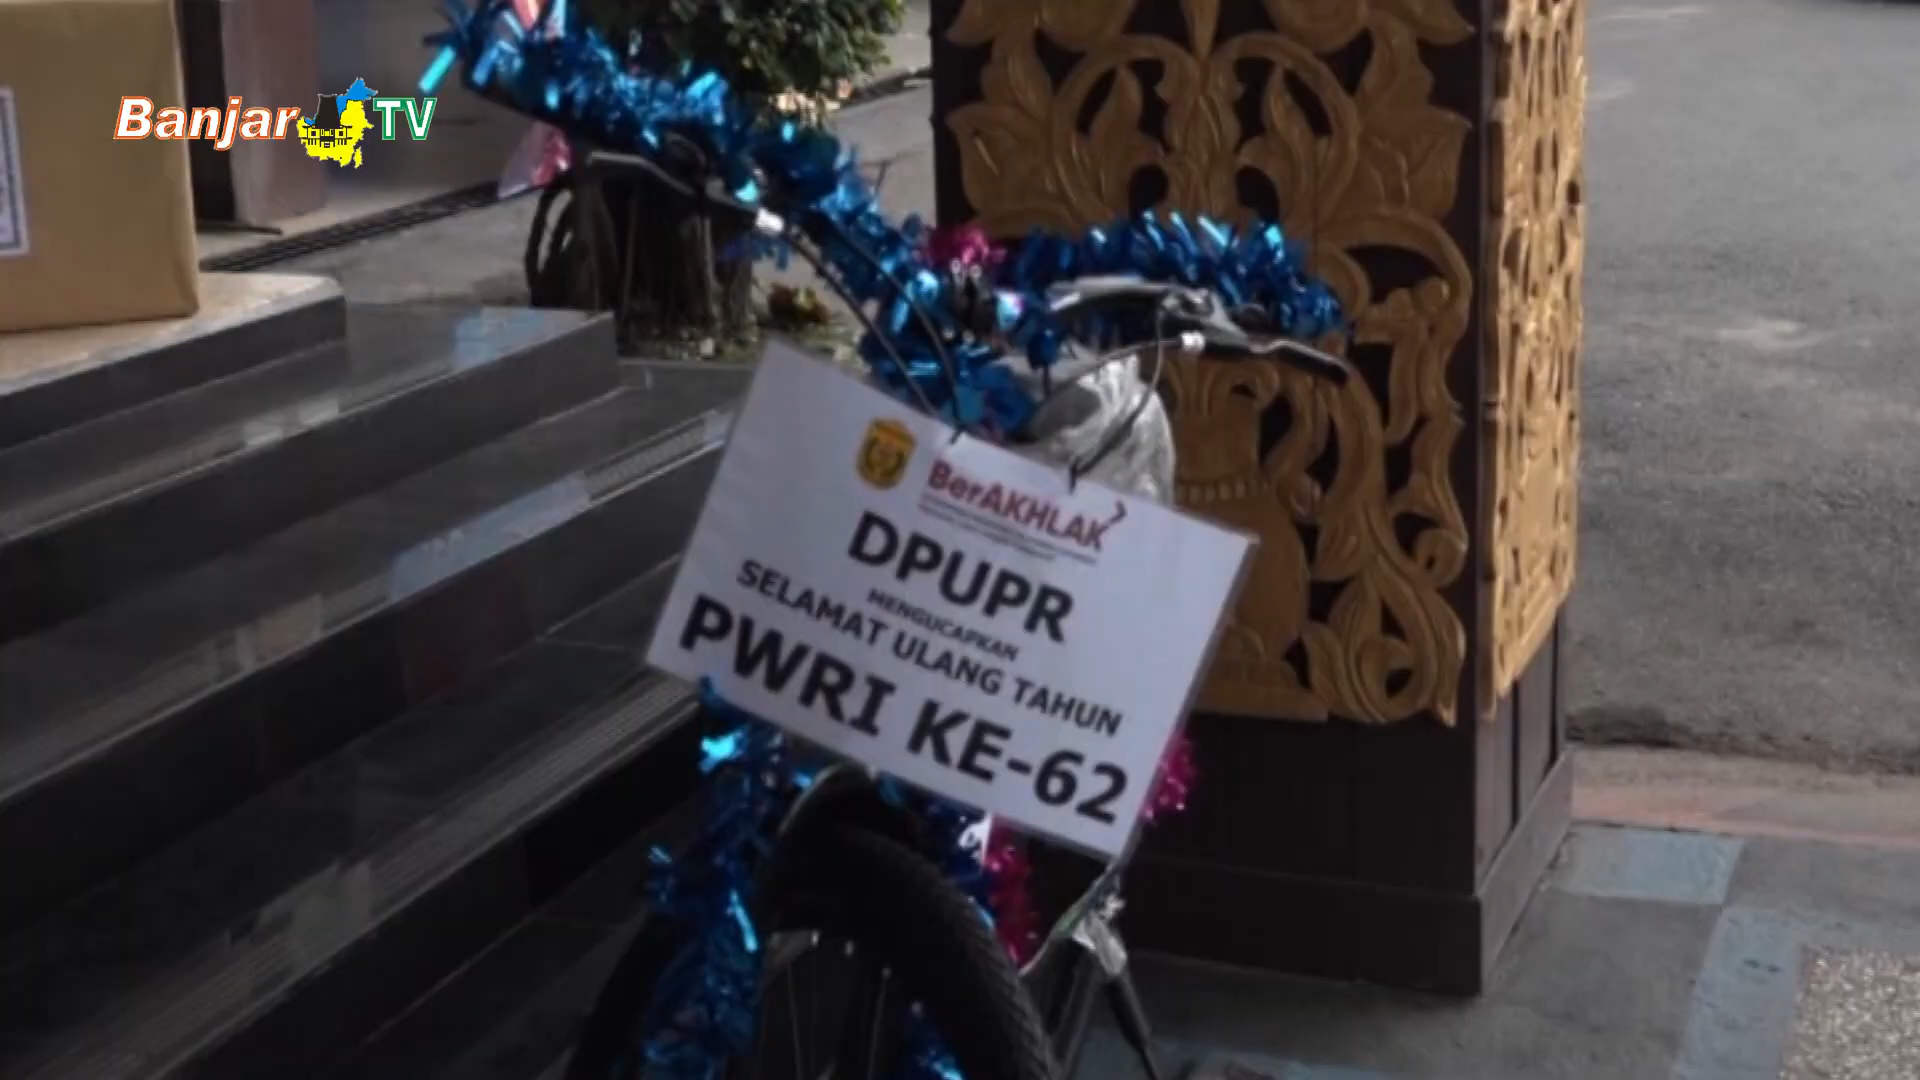 Banjar TV
BerAKHLAK
DPUPR
MENGUCAPKAN
SELAMAT ULANG TAHUN
PWRI KE-62